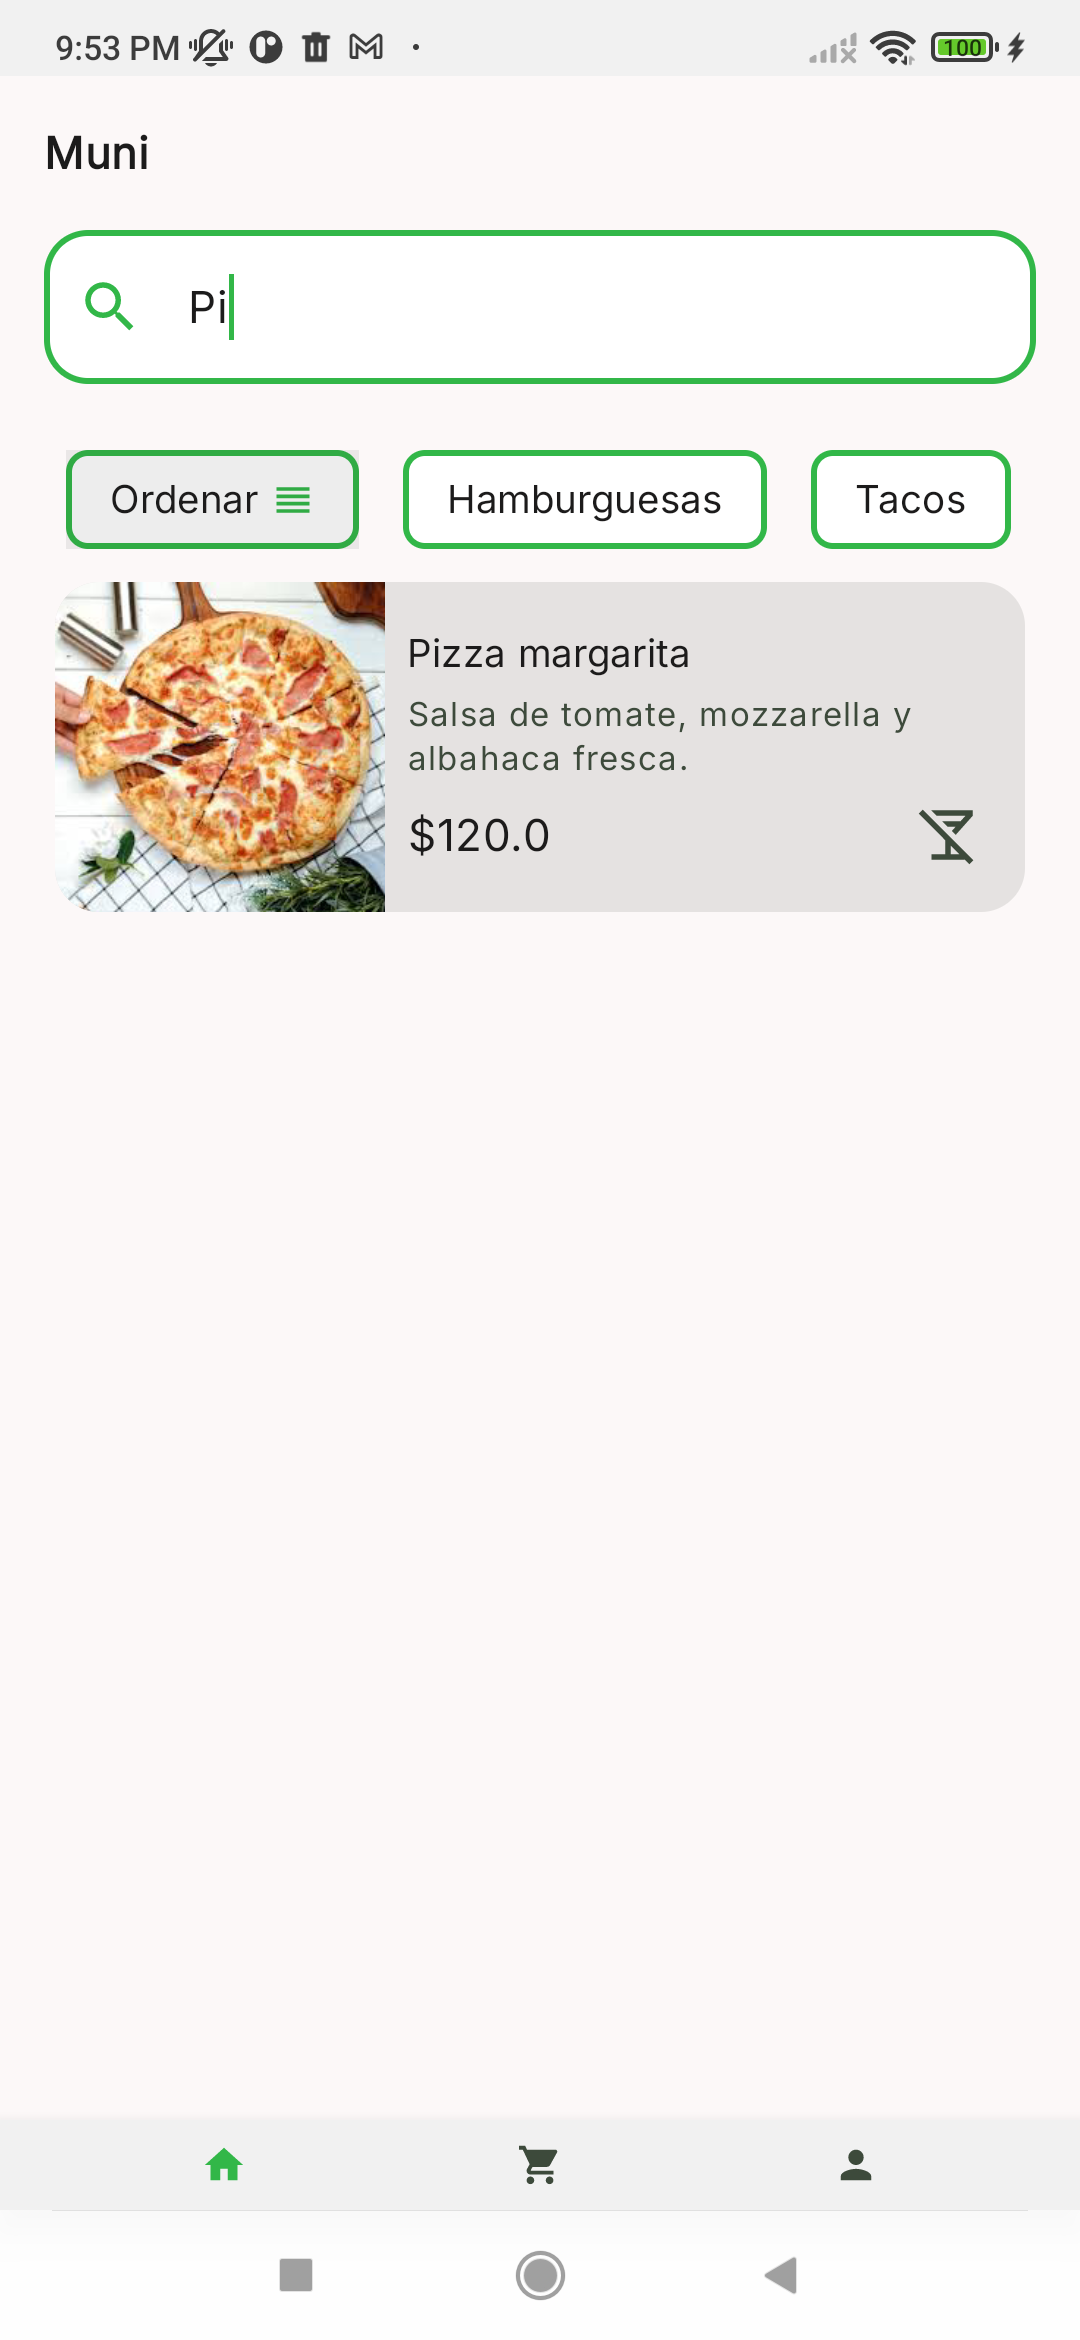 9:53 PM
100
Muni
Pi
Ordenar
Hamburguesas
Tacos
Pizza margarita
Salsa de tomate, mozzarella y
albahaca fresca.
$120.0